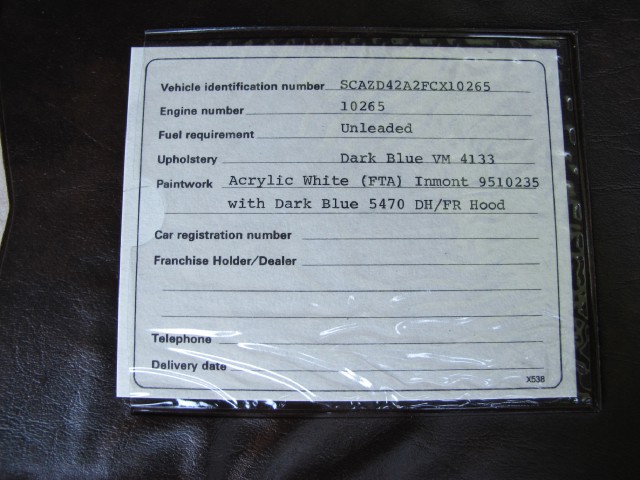 Vehicle identification number SCAZD42A2FCX10265
Engine number 10265
Fuel requirement Unleaded
Upholstery Dark Blue VM 4133
Paintwork Acrylic White (FTA) Inmont 9510235
with Dark Blue 5470 DH/FR Hood
Car registration number
Franchise Holder/Dealer
Telephone
Delivery date
X538